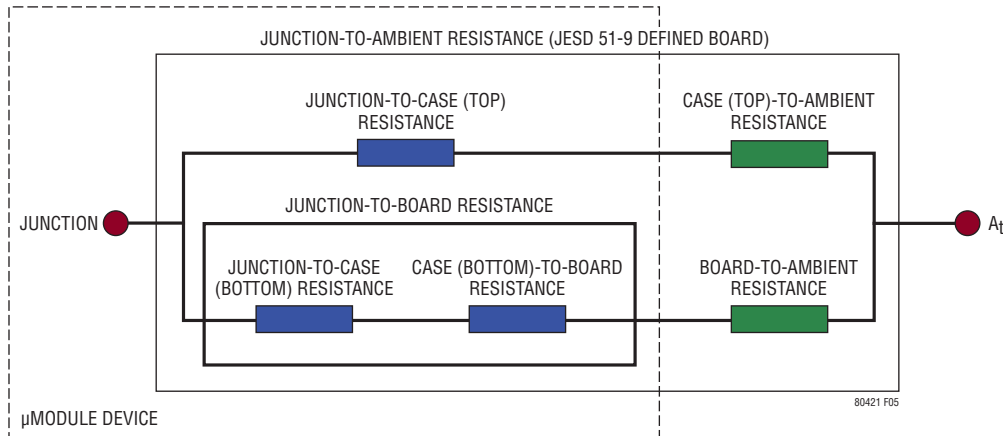 JUNCTION-TO-AMBIENT RESISTANCE (JESD 51-9 DEFINED BOARD)
JUNCTION-TO-CASE (TOP)
RESISTANCE
CASE (TOP)-TO-AMBIENT
RESISTANCE
JUNCTION
JUNCTION-TO-BOARD RESISTANCE
At
JUNCTION-TO-CASE
(BOTTOM) RESISTANCE
CASE (BOTTOM)-TO-BOARD
RESISTANCE
BOARD-TO-AMBIENT
RESISTANCE
80421 F05
µMODULE DEVICE